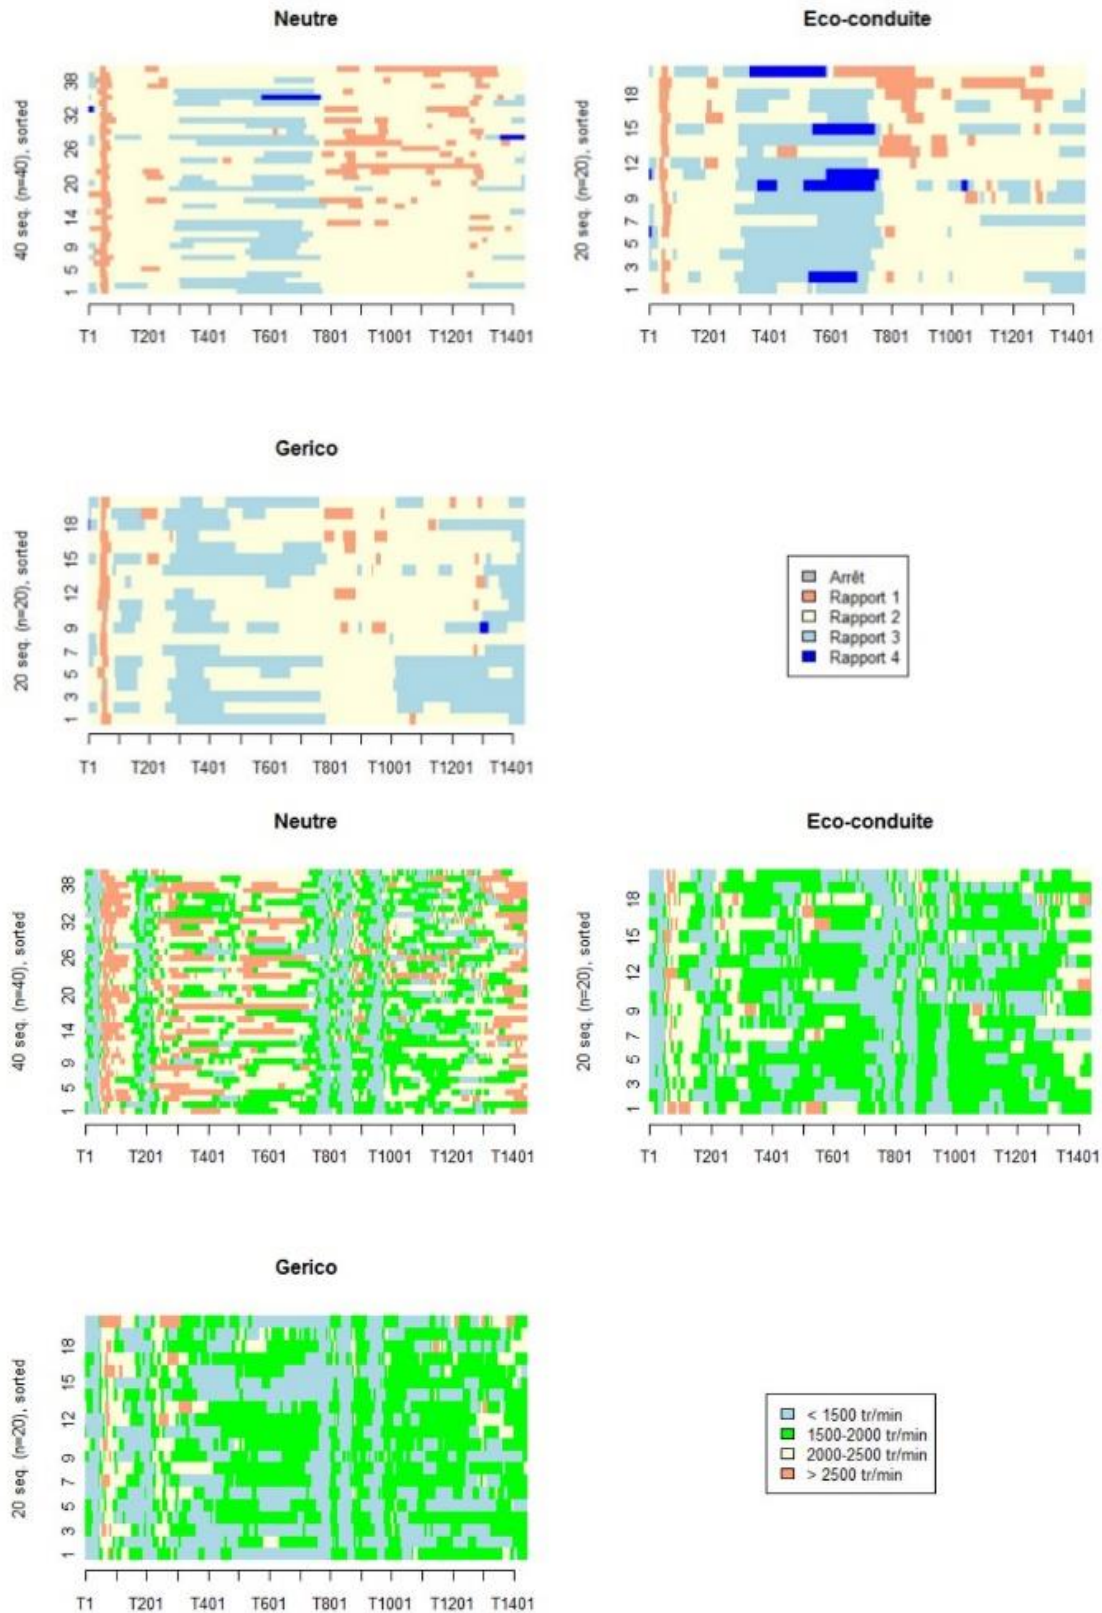 Neutre
40 seq. (n=40), sorted
38
32
26
20
14
9
5
1
T1 T201 T401 T601 T801 T1001 T1201 T1401
Eco-conduite
20 seq. (n=20), sorted
18
15
12
9
7
5
3
1
T1 T201 T401 T601 T801 T1001 T1201 T1401
Gerico
20 seq. (n=20), sorted
18
15
12
9
7
5
3
1
T1 T201 T401 T601 T801 T1001 T1201 T1401
Arrêt
Rapport 1
Rapport 2
Rapport 3
Rapport 4
Neutre
40 seq. (n=40), sorted
38
32
26
20
14
9
5
1
T1 T201 T401 T601 T801 T1001 T1201 T1401
Eco-conduite
20 seq. (n=20), sorted
18
15
12
9
7
5
3
1
T1 T201 T401 T601 T801 T1001 T1201 T1401
Gerico
20 seq. (n=20), sorted
18
15
12
9
7
5
3
1
T1 T201 T401 T601 T801 T1001 T1201 T1401
< 1500 tr/min
1500-2000 tr/min
2000-2500 tr/min
> 2500 tr/min